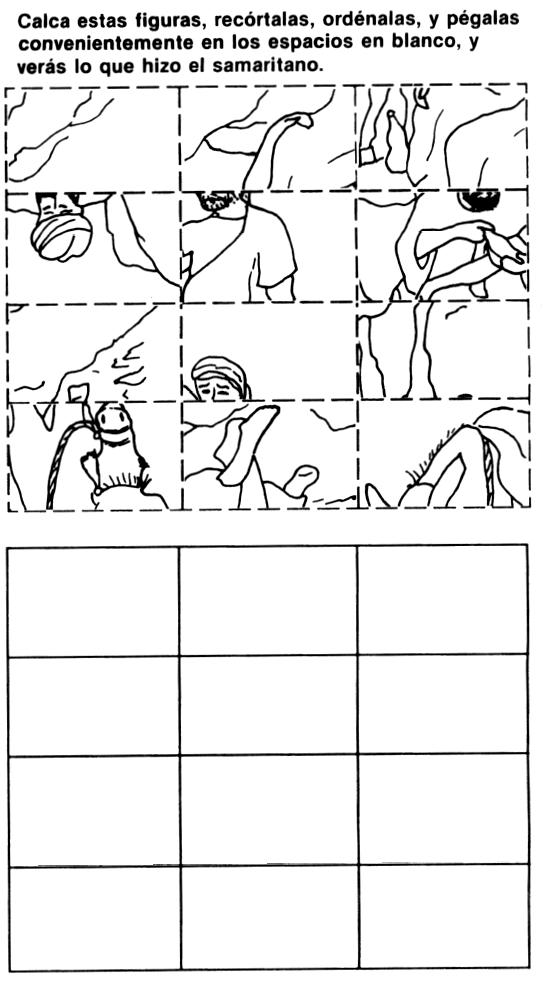 Calca estas figuras, recórtalas, ordénalas, y pégalas
convenientemente en los espacios en blanco, y
verás lo que hizo el samaritano.